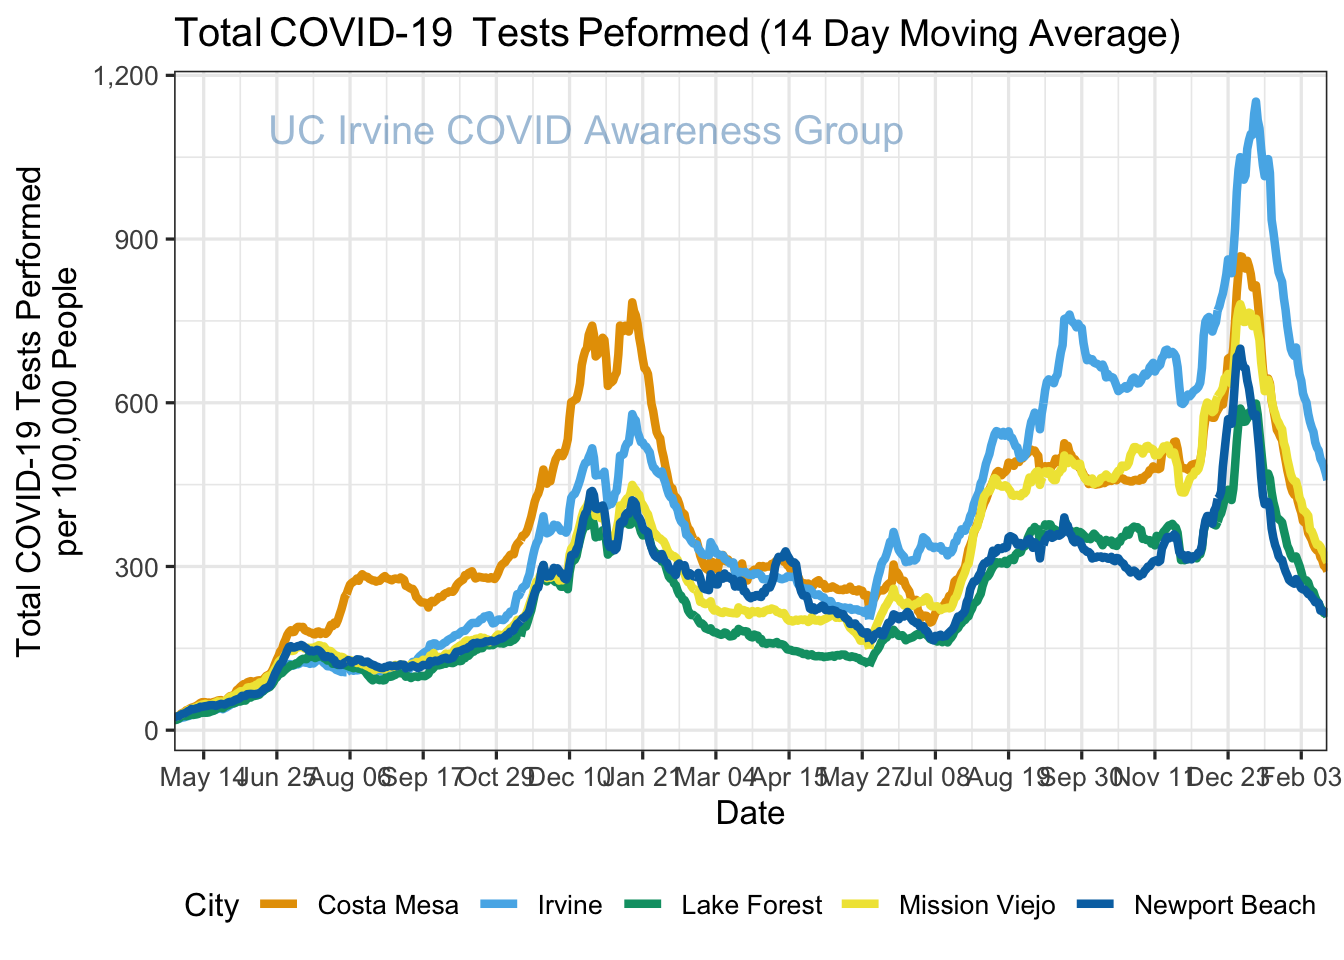 Total COVID-19 Tests Peformed (14 Day Moving Average)
UC Irvine COVID Awareness Group
Total COVID-19 Tests Performed
per 100,000 People
1,200
900
600
300
0
May 14 Jun 25 Aug 06 Sep 17 Oct 29 Dec 10 Jan 21 Mar 04 Apr 15 May 27 Jul 08 Aug 19 Sep 30 Nov 11 Dec 23 Feb 03
Date
City Costa Mesa Irvine Lake Forest Mission Viejo Newport Beach